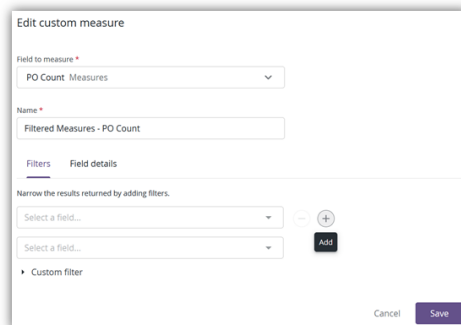 Edit custom measure
Field to measure *
PO Count Measures
Name *
Filtered Measures - PO Count
Filters Field details
Narrow the results returned by adding filters.
Select a field...
Add
Select a field...
Custom filter
Cancel Save